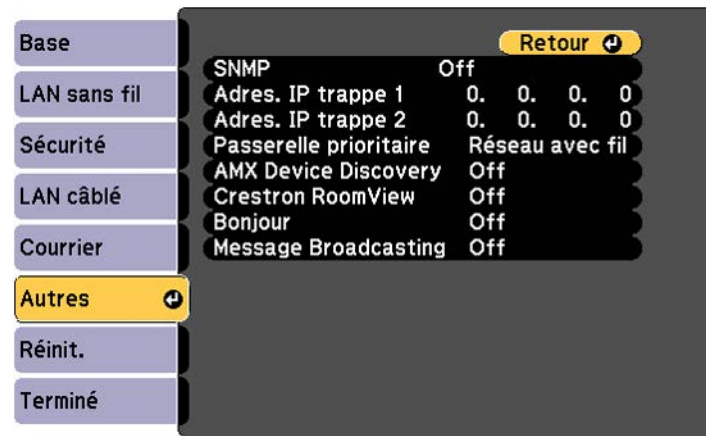 Base
LAN sans fil
Sécurité
LAN câblé
Courrier
Autres
Réinit.
Terminé
Retour
SNMP Off
Adres. IP trappe 1 0. 0. 0. 0
Adres. IP trappe 2 0. 0. 0. 0
Passerelle prioritaire Réseau avec fil
AMX Device Discovery Off
Crestron RoomView Off
Bonjour Off
Message Broadcasting Off